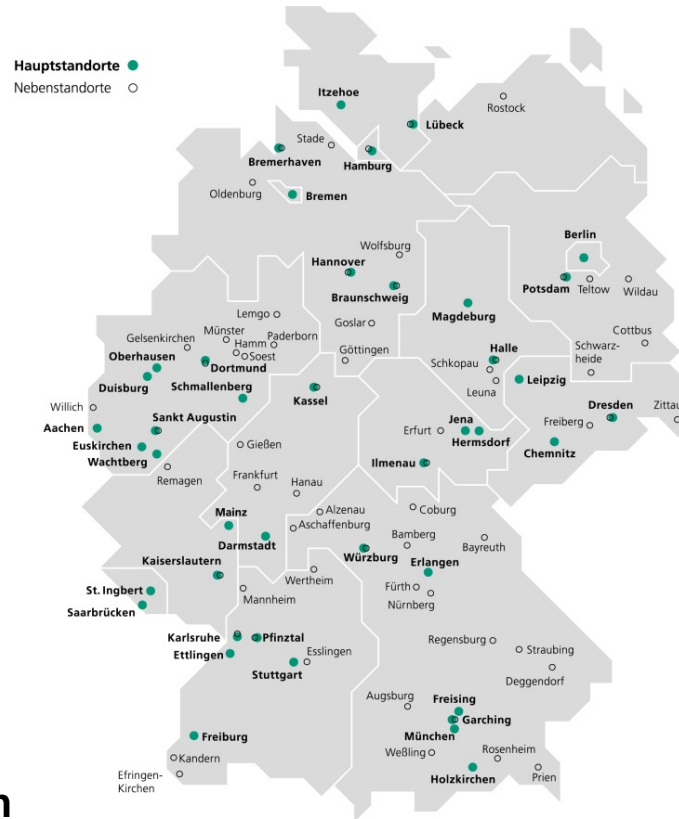 Hauptstandorte
Nebenstandorte
Itzehoe
Rostock
Lübeck
Stade
Bremerhaven
Hamburg
Oldenburg
Bremen
Berlin
Wolfsburg
Hannover
Potsdam
Teltow
Wildau
Braunschweig
Magdeburg
Lemgo
Goslar
Cottbus
Münster
Paderborn
Gelsenkirchen
Hamm
Soest
Göttingen
Halle
Schwarz-
heide
Oberhausen
Dortmund
Schkopau
Leuna
Leipzig
Duisburg
Schmallenberg
Kassel
Willich
Dresden
Zittau
Aachen
Sankt Augustin
Jena
Erfurt
Freiberg
Euskirchen
Gießen
Hermsdorf
Chemnitz
Wachtberg
Ilmenau
Remagen
Frankfurt
Hanau
Mainz
Alzenau
Coburg
Aschaffenburg
Darmstadt
Bamberg
Bayreuth
Würzburg
Kaiserslautern
Erlangen
Wertheim
St. Ingbert
Mannheim
Fürth
Nürnberg
Saarbrücken
Karlsruhe
Pfinztal
Regensburg
Straubing
Ettlingen
Esslingen
Stuttgart
Deggendorf
Augsburg
Freising
Garching
Freiburg
München
Kandern
Weßling
Rosenheim
Efringen-
Kirchen
Holzkirchen
Prien
n